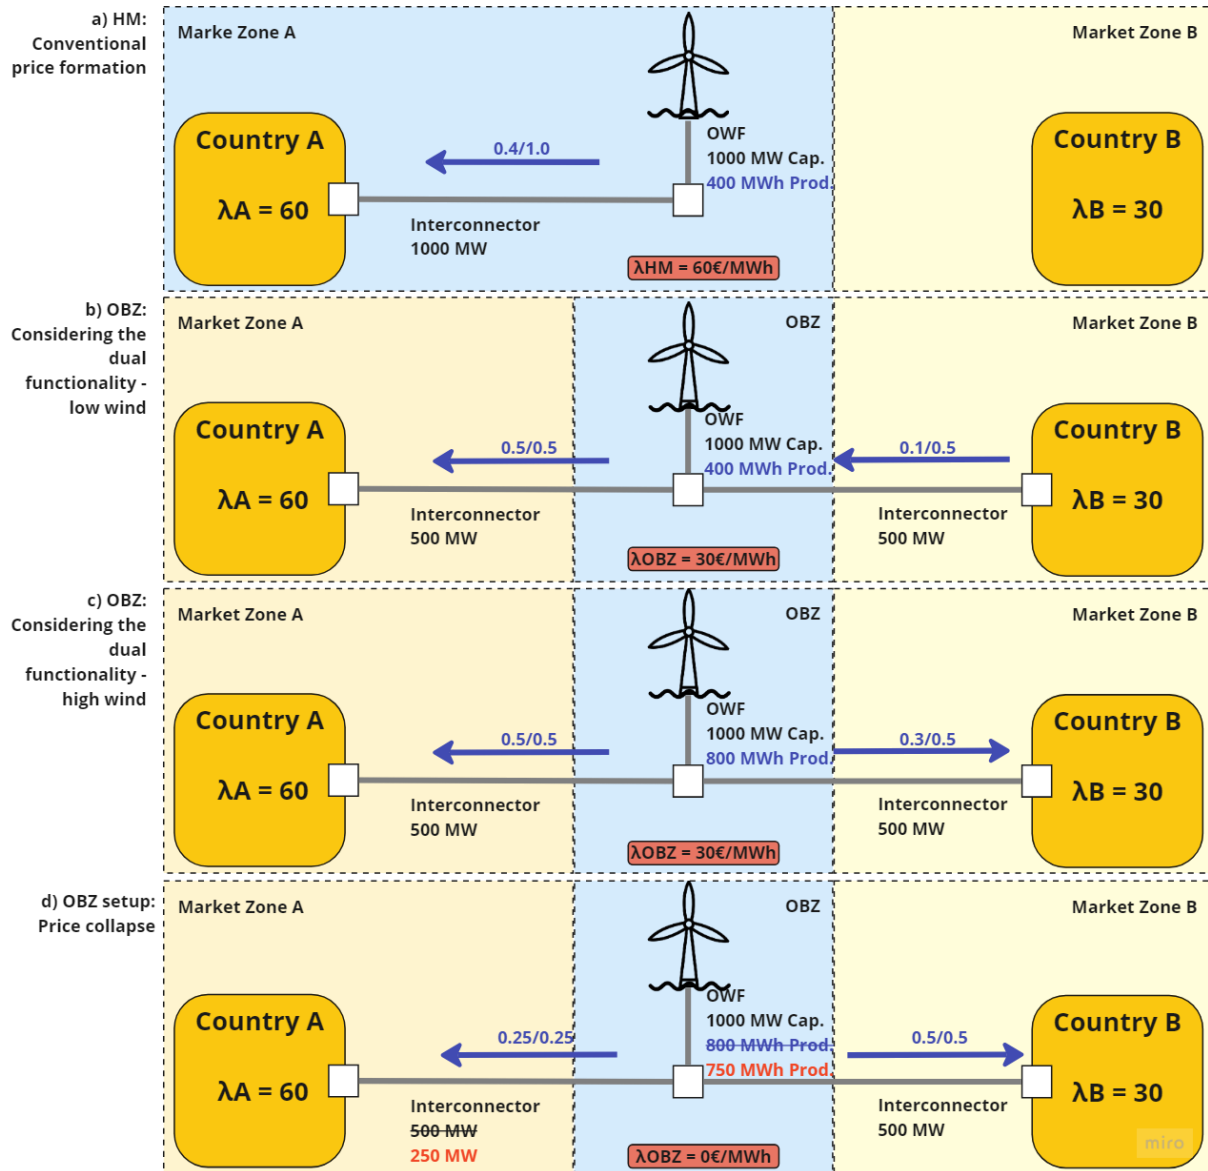 a) HM:
Conventional
price formation
Marke Zone A
Market Zone B
Country A
λA = 60
0.4/1.0
Interconnector
1000 MW
OWF
1000 MW Cap.
400 MWh Prod.
λHM = 60€/MWh
Country B
λB = 30
b) OBZ:
Considering the
dual
functionality -
low wind
Market Zone A
OBZ
Market Zone B
Country A
λA = 60
0.5/0.5
Interconnector
500 MW
OWF
1000 MW Cap.
400 MWh Prod.
λOBZ = 30€/MWh
0.1/0.5
Interconnector
500 MW
Country B
λB = 30
c) OBZ:
Considering the
dual
functionality -
high wind
Market Zone A
OBZ
Market Zone B
Country A
λA = 60
0.5/0.5
Interconnector
500 MW
OWF
1000 MW Cap.
800 MWh Prod.
λOBZ = 30€/MWh
0.3/0.5
Interconnector
500 MW
Country B
λB = 30
d) OBZ setup:
Price collapse
Market Zone A
OBZ
Market Zone B
Country A
λA = 60
0.25/0.25
Interconnector
500 MW
250 MW
OWF
1000 MW Cap.
800 MWh Prod.
750 MWh Prod.
λOBZ = 0€/MWh
0.5/0.5
Interconnector
500 MW
Country B
λB = 30
miro